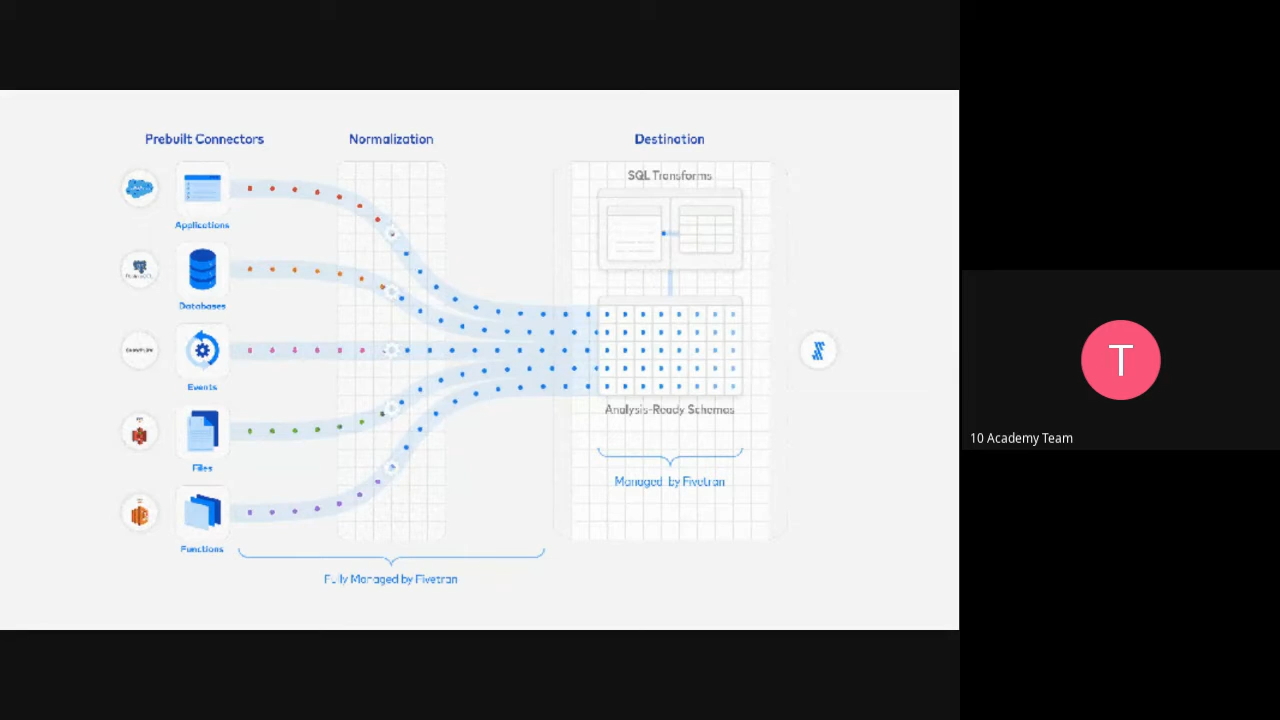 Prebuilt Connectors
Normalization
Destination
SQL Transforms
Applications
Databases
Events
Files
Functions
Analysis-Ready Schemas
Managed by Fivetran
Fully Managed by Fivetran
T
10 Academy Team